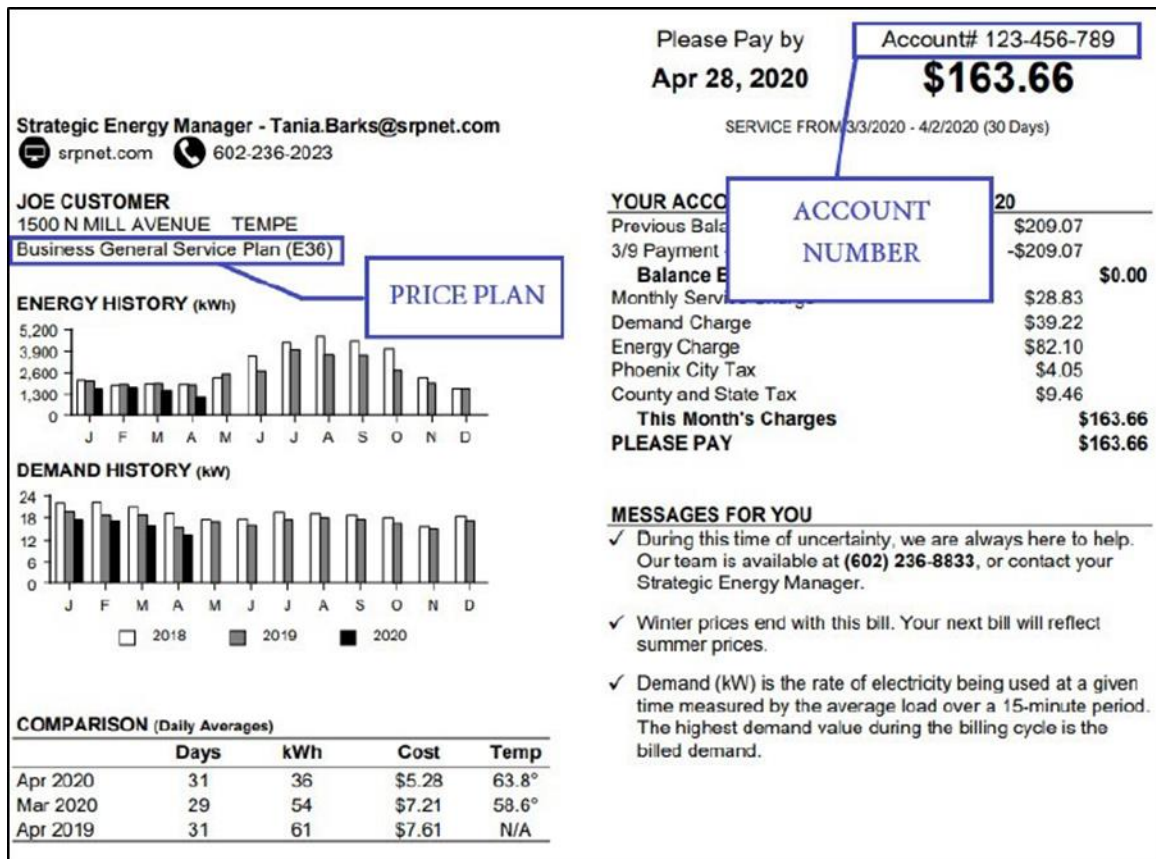 Please Pay by
Account# 123-456-789
Apr 28, 2020
$163.66
Strategic Energy Manager - Tania.Barks@srpnet.com
srpnet.com 602-236-2023
SERVICE FROM 3/3/2020 - 4/2/2020 (30 Days)
JOE CUSTOMER
1500 N MILL AVENUE TEMPE
Business General Service Plan (E36)
PRICE PLAN
ENERGY HISTORY (kWh)
5,200
3,900
2,600
1,300
0
J F M A M J J A S O N D
DEMAND HISTORY (kW)
24
18
12
6
0
J F M A M J J A S O N D
2018 2019 2020
COMPARISON (Daily Averages)
Days kWh Cost Temp
Apr 2020 31 36 $5.28 63.8°
Mar 2020 29 54 $7.21 58.6°
Apr 2019 31 61 $7.61 N/A
ACCOUNT
NUMBER
YOUR 20
Previous $209.07
3/9 Payment -$209.07
Balance $0.00
Monthly $28.83
Demand Charge $39.22
Energy Charge $82.10
Phoenix City Tax $4.05
County and State Tax $9.46
This Month's Charges $163.66
PLEASE PAY $163.66
MESSAGES FOR YOU
✓ During this time of uncertainty, we are always here to help.
Our team is available at (602) 236-8833, or contact your
Strategic Energy Manager.
✓ Winter prices end with this bill. Your next bill will reflect
summer prices.
✓ Demand (kW) is the rate of electricity being used at a given
time measured by the average load over a 15-minute period.
The highest demand value during the billing cycle is the
billed demand.